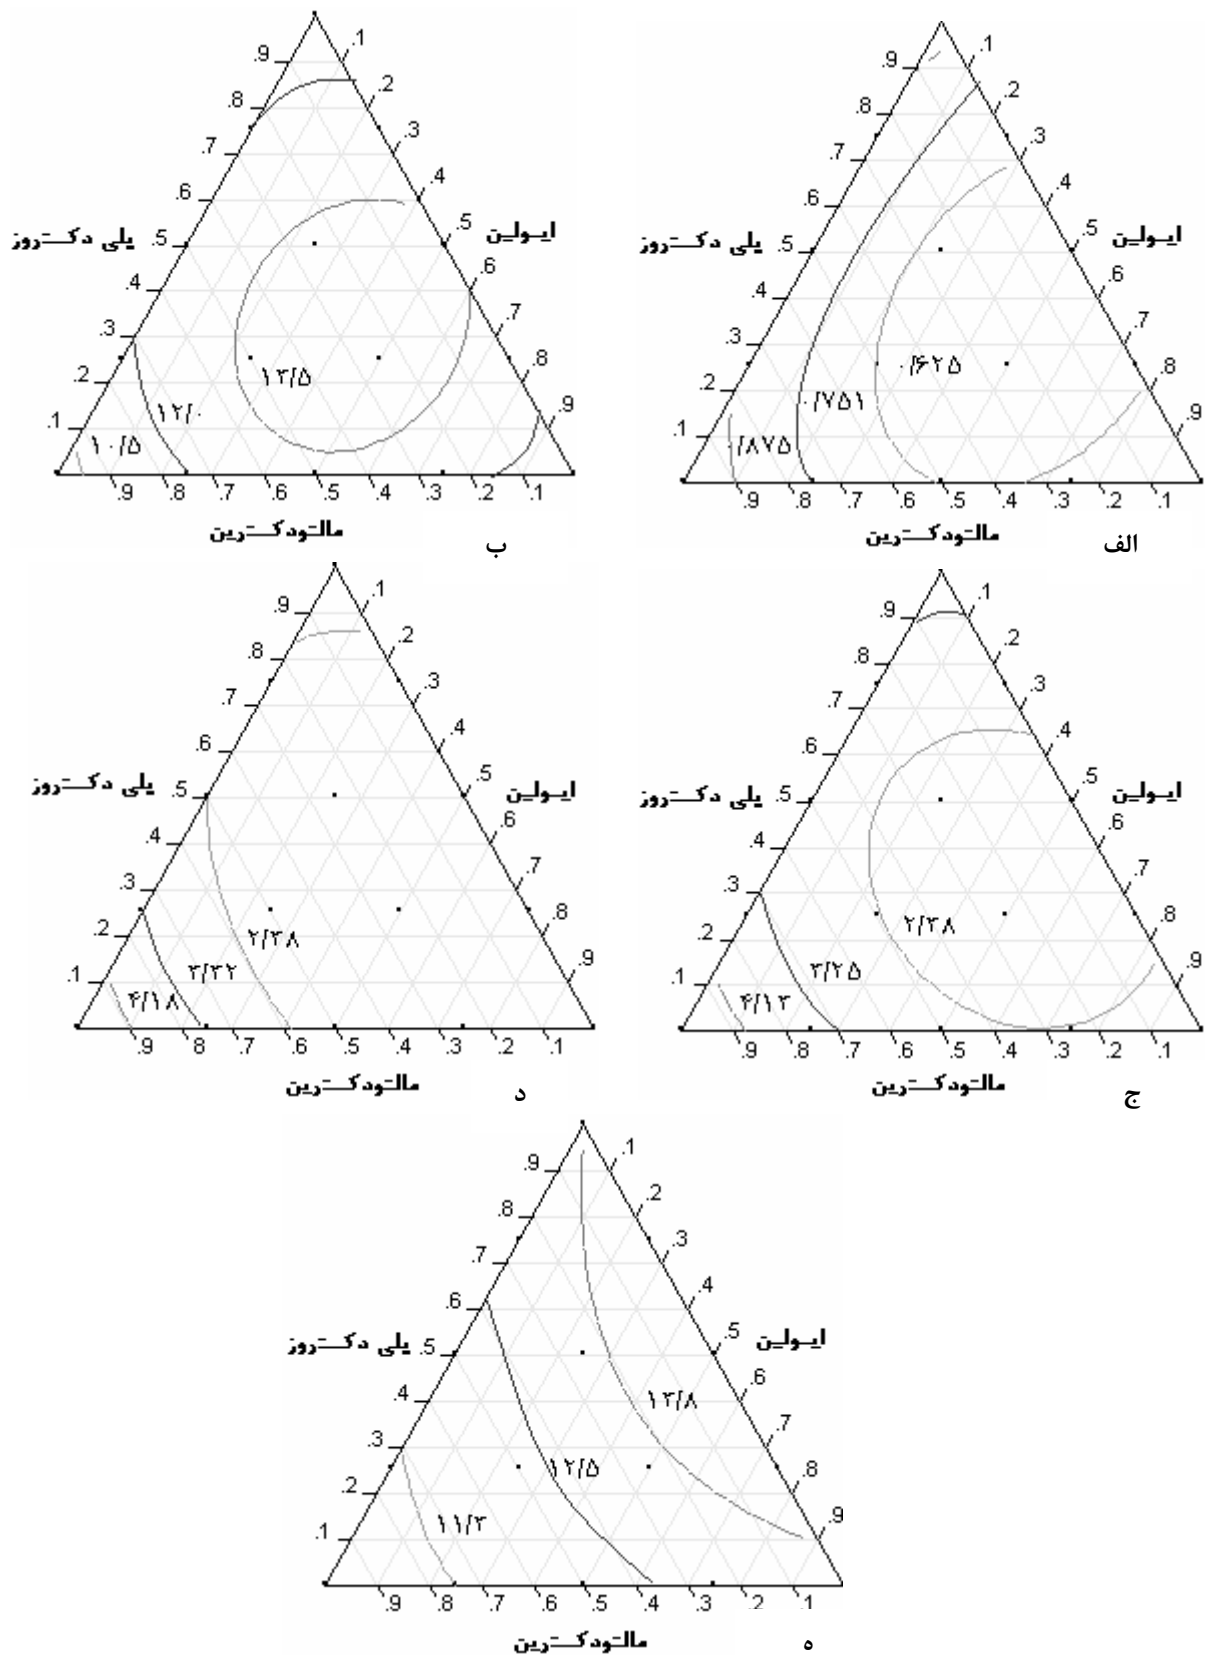 .9 .1
.8 .2
.7 .3
.6 .4
پلی دکستروز .5 .5 اینولین
.4 .6
.3 .7
۰/۶۲۵
.2 .8
۰/۷۵۱
.1 .9
/۸۷۵
.9 .8 .7 .6 .5 .4 .3 .2 .1
مالتودکسترین
الف
.9 .1
.8 .2
.7 .3
.6 .4
پلی دکستروز .5 .5 اینولین
.4 .6
.3 .7
۱۳/۵
.2 .8
۱۲/۰
.1 .9
۱۰/۵
.9 .8 .7 .6 .5 .4 .3 .2 .1
مالتودکسترین
ب
.9 .1
.8 .2
.7 .3
.6 .4
پلی دکستروز .5 .5 اینولین
.4 .6
.3 .7
۲/۳۸
.2 .8
۳/۲۵
.1 .9
۴/۱۳
.9 .8 .7 .6 .5 .4 .3 .2 .1
مالتودکسترین
ج
.9 .1
.8 .2
.7 .3
.6 .4
پلی دکستروز .5 .5 اینولین
.4 .6
.3 .7
.2 .8
۲/۳۸
۳/۳۲
.1 .9
۴/۱۸
.9 .8 .7 .6 .5 .4 .3 .2 .1
مالتودکسترین
د
.9 .1
.8 .2
.7 .3
.6 .4
پلی دکستروز .5 .5 اینولین
.4 .6
۱۳/۸
.3 .7
۱۲/۵
.2 .8
۱۱/۳
.1 .9
.9 .8 .7 .6 .5 .4 .3 .2 .1
مالتودکسترین
ه